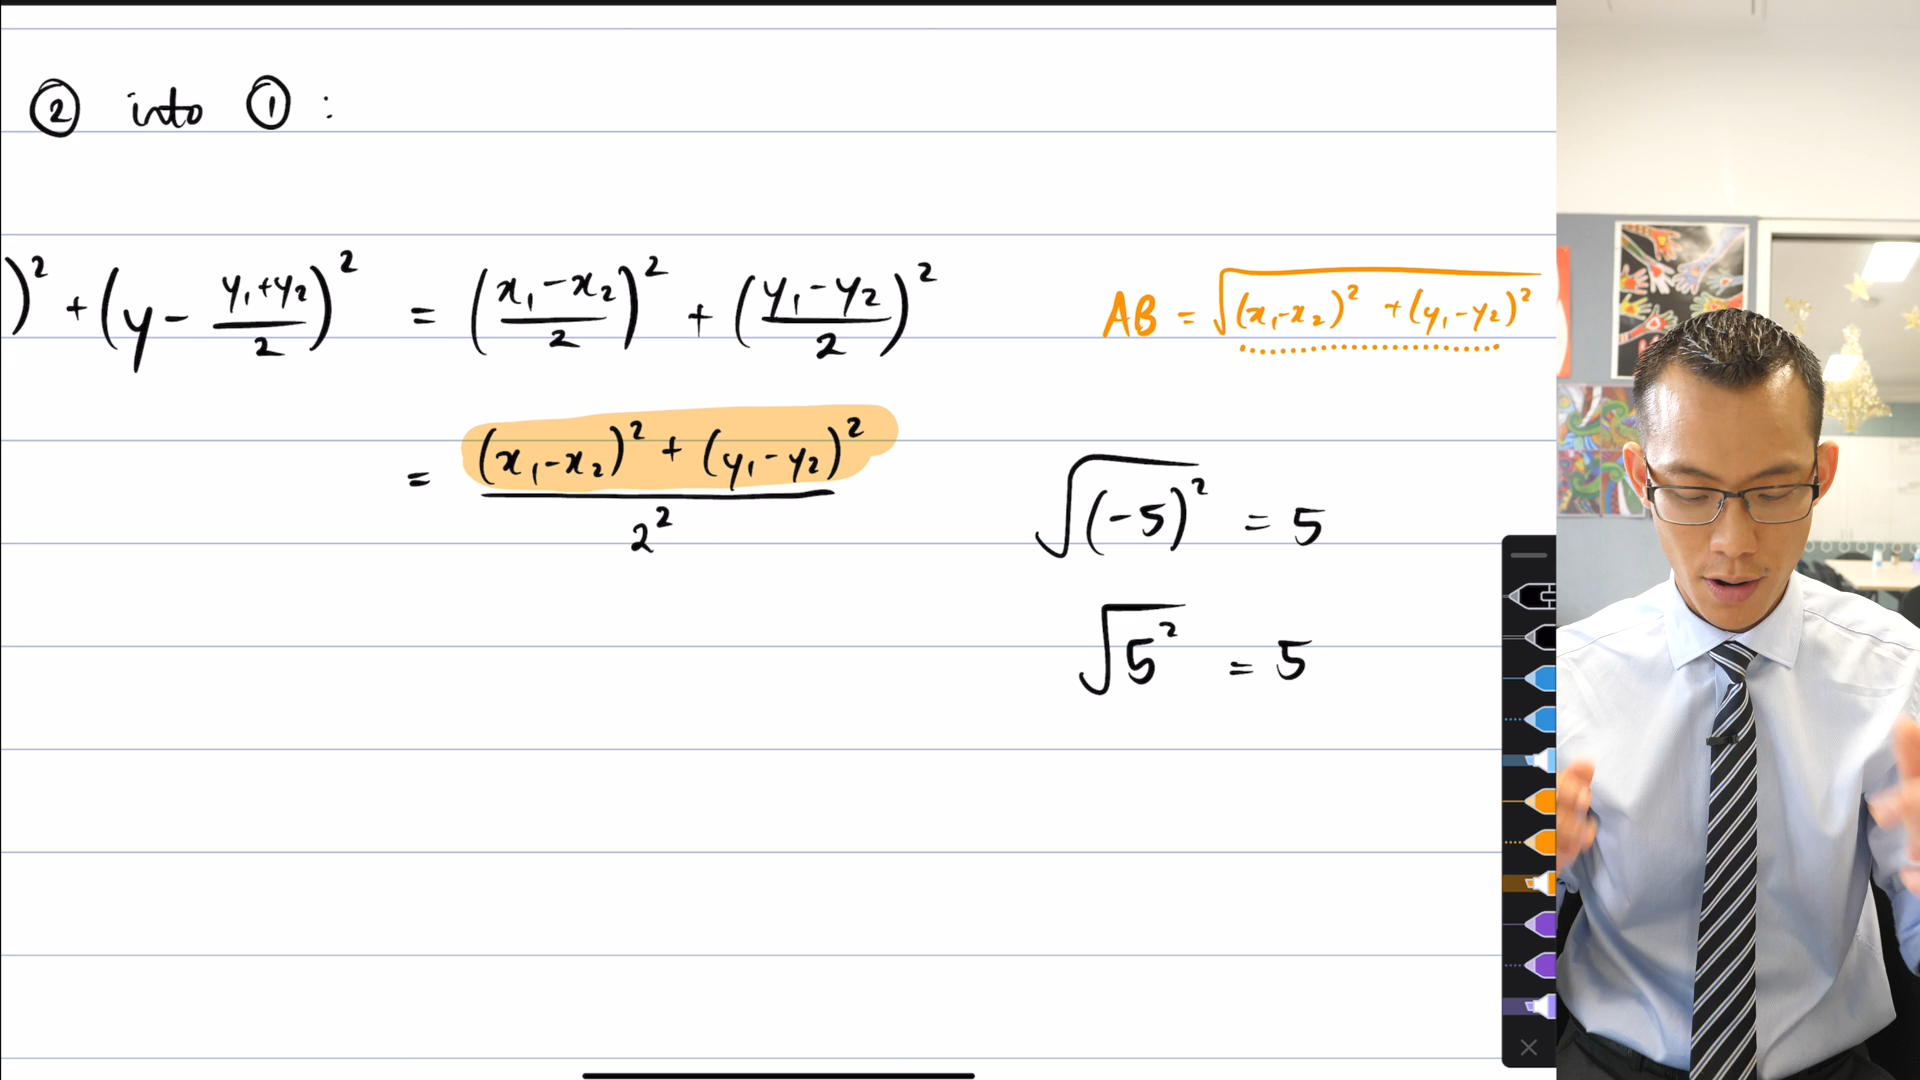 ② into ① :
)² + (y - (y₁+y₂)/2)² = ((x₁-x₂)/2)² + ((y₁-y₂)/2)²
AB = √((x₁-x₂)² + (y₁-y₂)²)
= ((x₁-x₂)² + (y₁-y₂)²)/2²
√((-5)²) = 5
√(5²) = 5